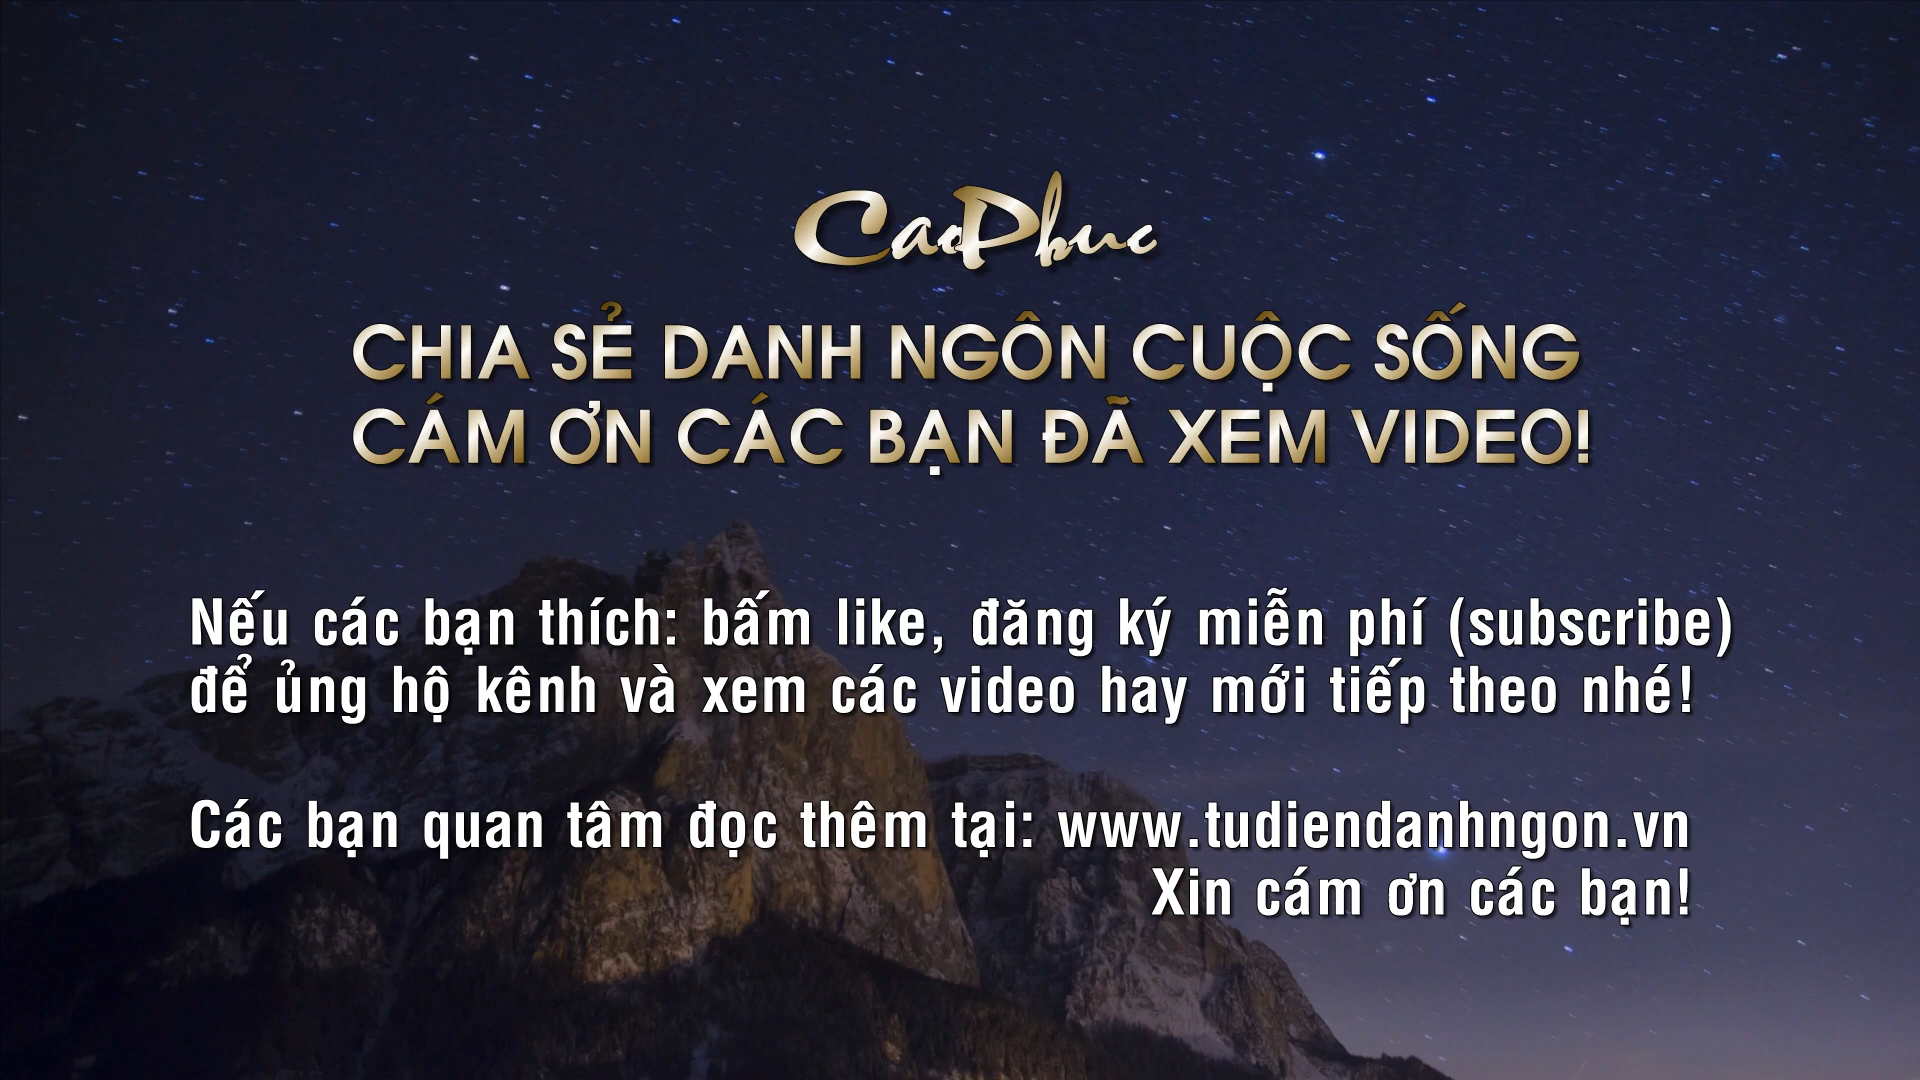 CaoPhuc
CHIA SẺ DANH NGÔN CUỘC SỐNG
CÁM ƠN CÁC BẠN ĐÃ XEM VIDEO!
Nếu các bạn thích: bấm like, đăng ký miễn phí (subscribe)
để ủng hộ kênh và xem các video hay mới tiếp theo nhé!
Các bạn quan tâm đọc thêm tại: www.tudiendanhngon.vn
Xin cám ơn các bạn!